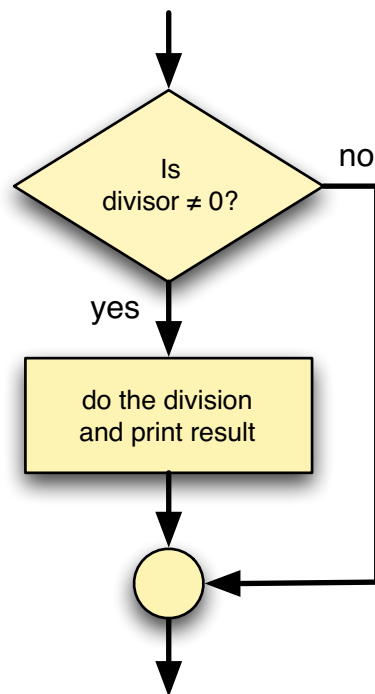 Is
divisor ≠ 0?
no
yes
do the division
and print result